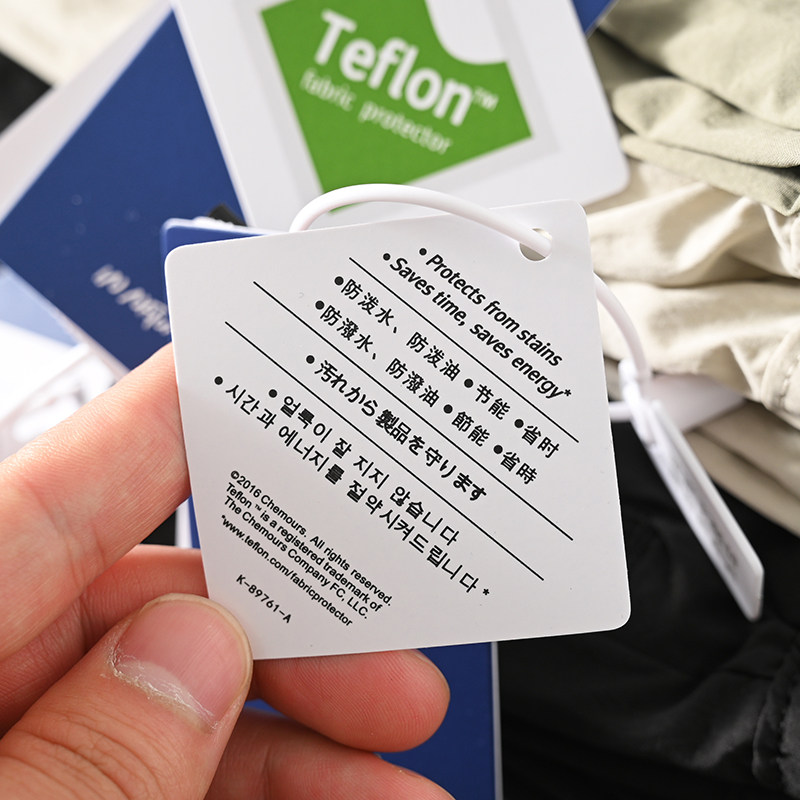 Teflon™
fabric protector
• Protects from stains
• Saves time, saves energy*
●防泼水、防泼油 ●节能 ●省时
●防潑水、防潑油 ●節能 ●省時
• 汚れから製品を守ります
• 얼룩이 잘 지지 않습니다
• 시간과 에너지를 절약시켜드립니다*
©2016 Chemours. All rights reserved.
Teflon™ is a registered trademark of
The Chemours Company FC, LLC.
*www.teflon.com/fabricprotector
K-89761-A